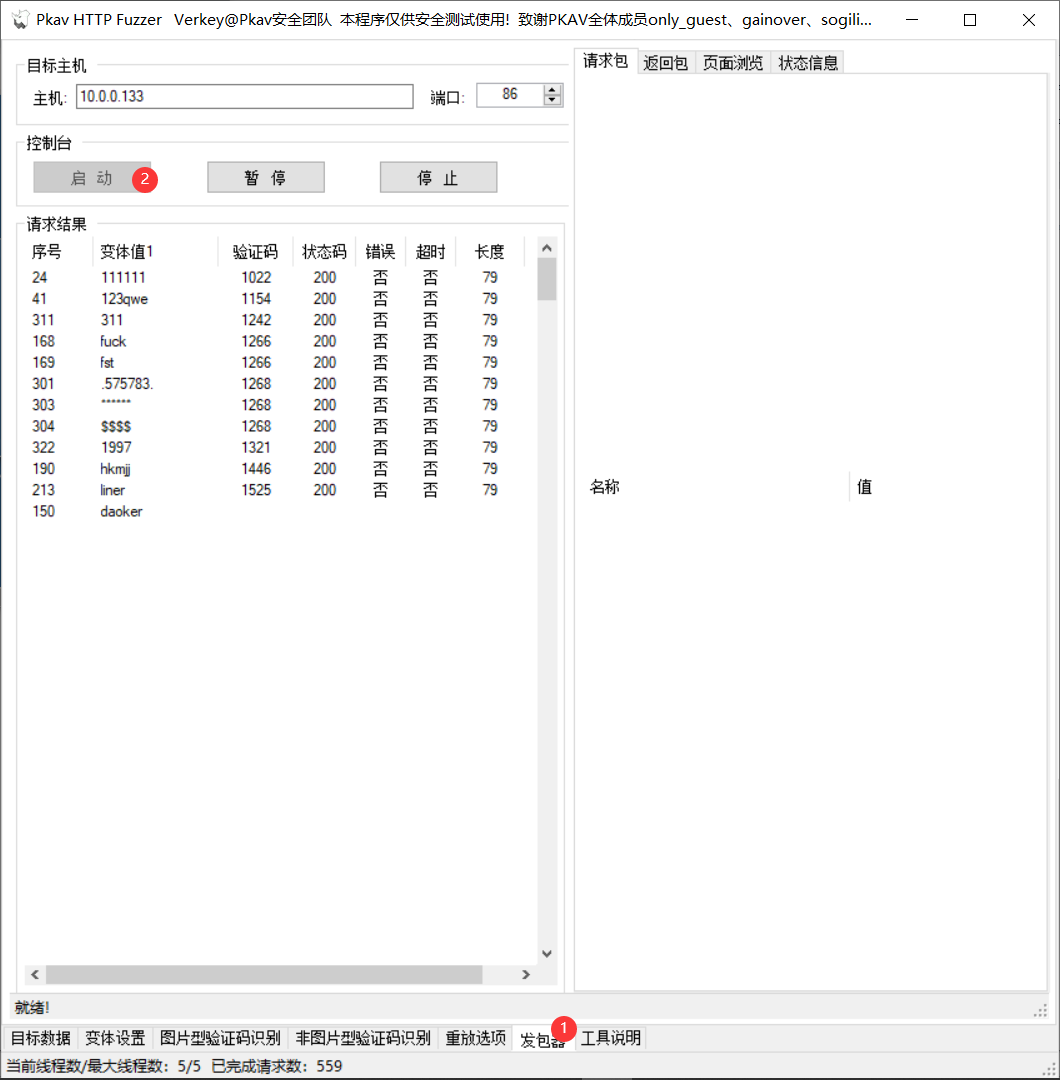 Pkav HTTP Fuzzer Verkey@Pkav安全团队 本程序仅供安全测试使用! 致谢PKAV全体成员only_guest、gainover、sogili...
目标主机
主机: 10.0.0.133 端口: 86
控制台
启 动 2 暂 停 停 止
请求结果
序号 变体值1 验证码 状态码 错误 超时 长度
24 111111 1022 200 否 否 79
41 123qwe 1154 200 否 否 79
311 311 1242 200 否 否 79
168 fuck 1266 200 否 否 79
169 fst 1266 200 否 否 79
301 .575783. 1268 200 否 否 79
303 ****** 1268 200 否 否 79
304 $$$$ 1268 200 否 否 79
322 1997 1321 200 否 否 79
190 hkmjj 1446 200 否 否 79
213 liner 1525 200 否 否 79
150 daoker
请求包 返回包 页面浏览 状态信息
名称 值
就绪!
目标数据 变体设置 图片型验证码识别 非图片型验证码识别 重放选项 发包器 1 工具说明
当前线程数/最大线程数: 5/5 已完成请求数: 559